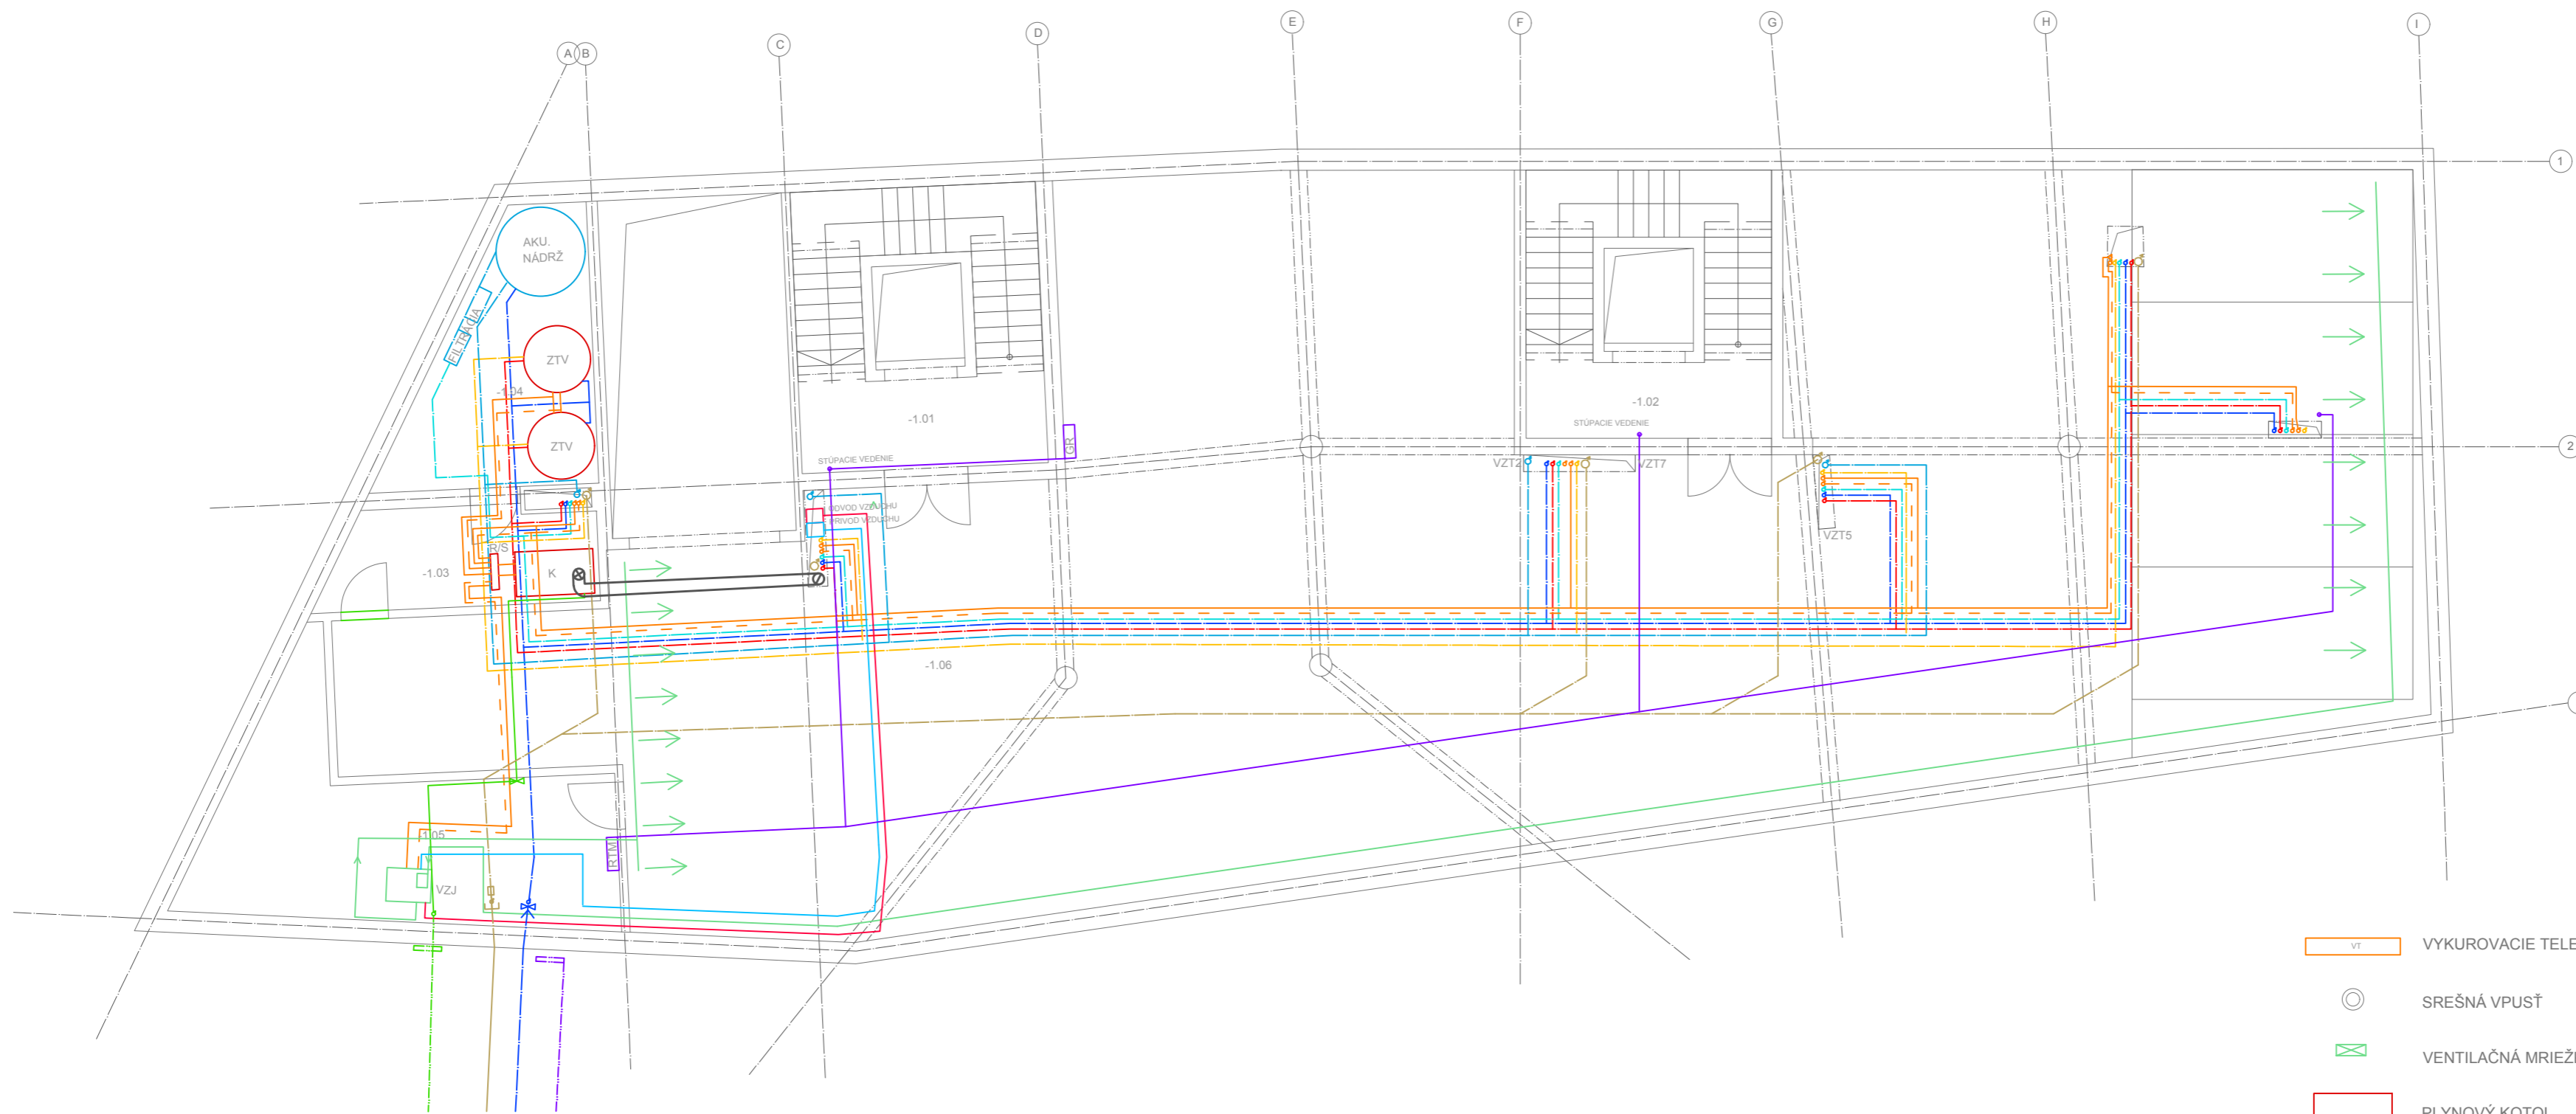 A
B
C
D
E
F
G
H
I
1
AKU.
NÁDRŽ
FILTRÁCIA
ZTV
-1.04
ZTV
-1.01
-1.02
STÚPACIE VEDENIE
GR
2
STÚPACIE VEDENIE
VZT2
VZT7
ODVOD VZDUCHU
PRÍVOD VZDUCHU
VZT5
R/S
-1.03
K
-1.06
-1.05
RTM
VZJ
VT
VYKUROVACIE TELE
SREŠNÁ VPUSŤ
VENTILAČNÁ MRIEŽ
PLYNOVÝ KOTOL